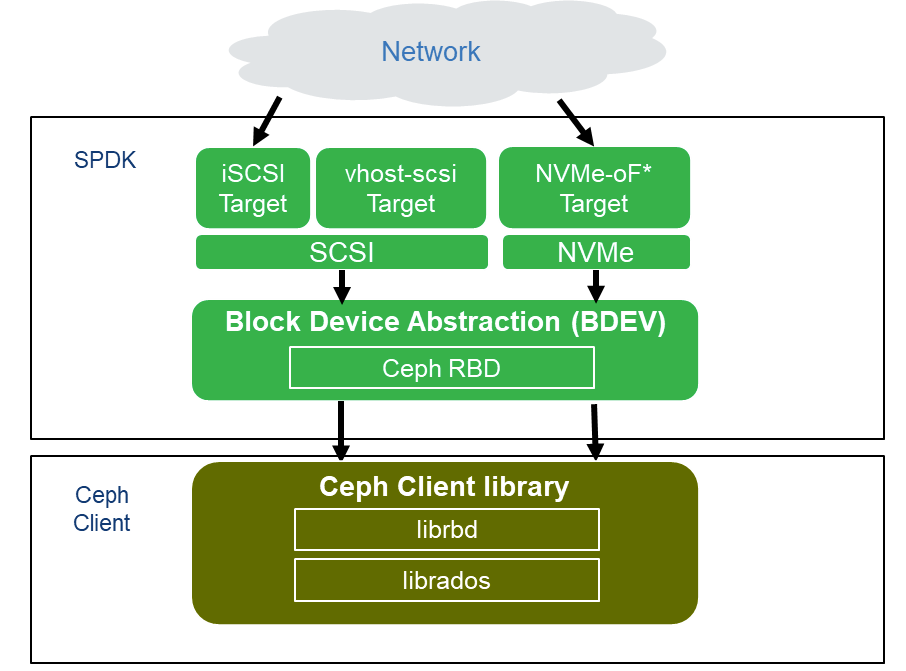 Network
SPDK
iSCSI
Target
vhost-scsi
Target
NVMe-oF*
Target
SCSI
NVMe
Block Device Abstraction (BDEV)
Ceph RBD
Ceph
Client
Ceph Client library
librbd
librados